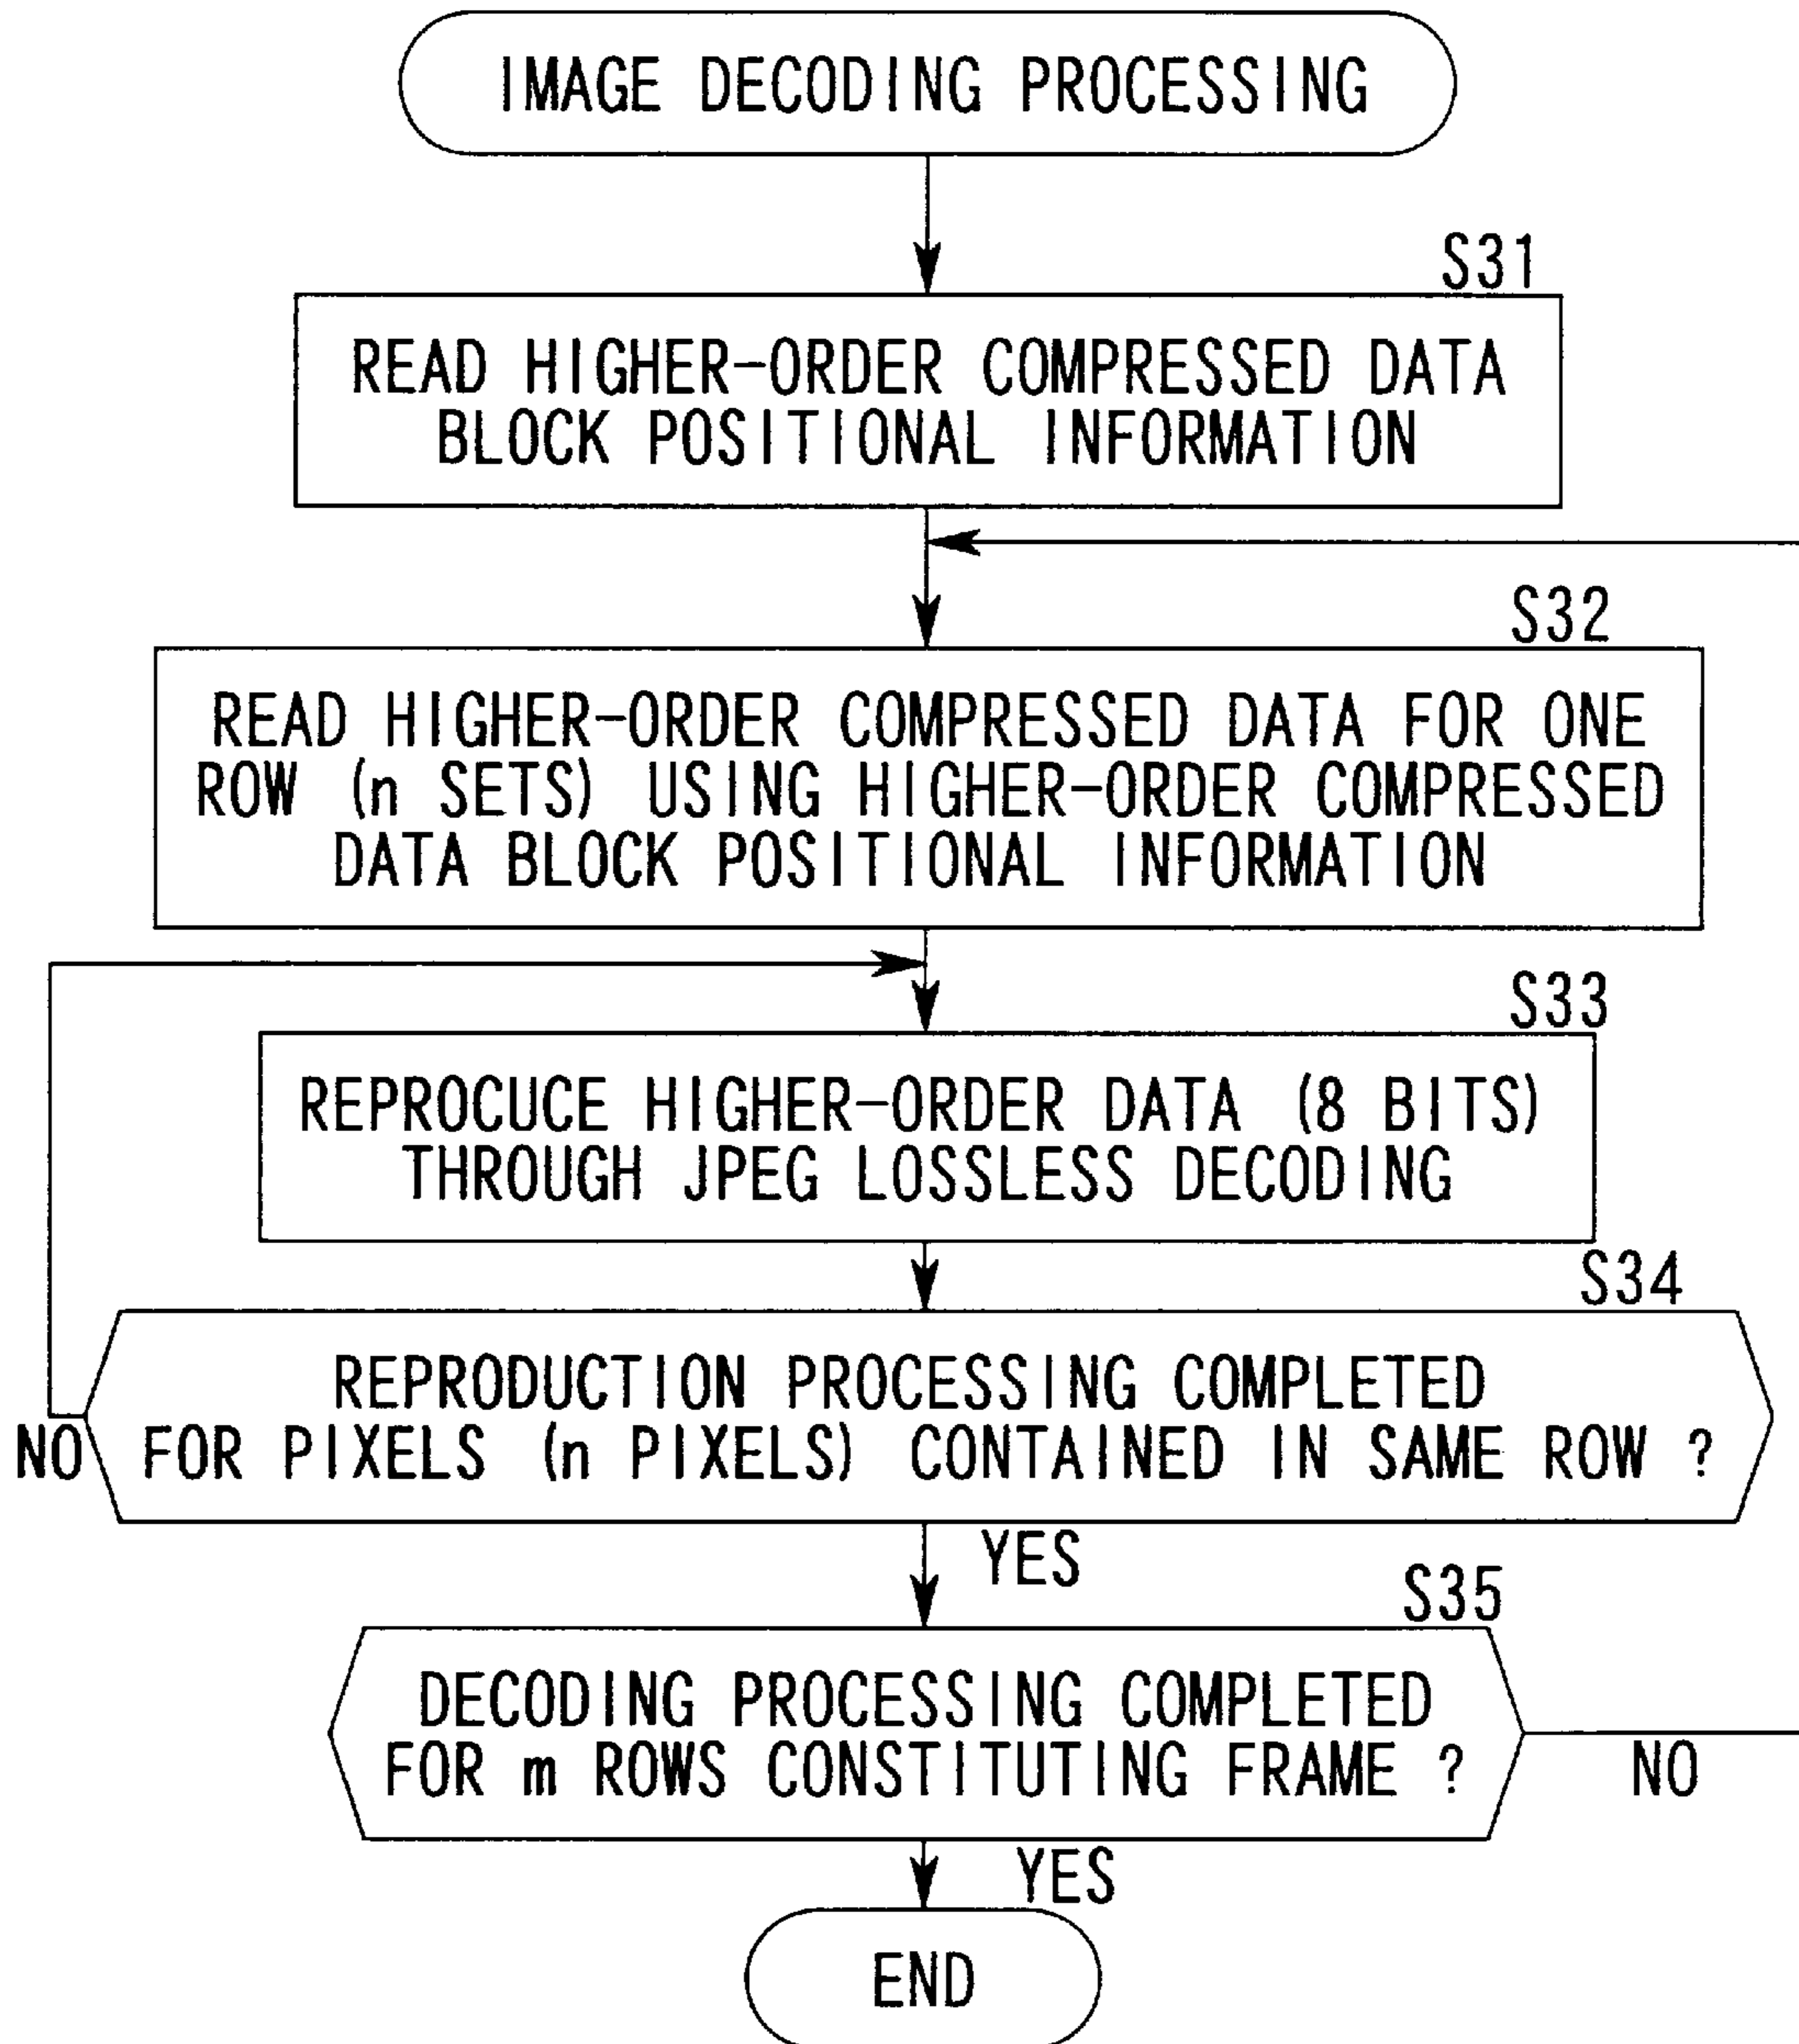 IMAGE DECODING PROCESSING
S31
READ HIGHER-ORDER COMPRESSED DATA
BLOCK POSITIONAL INFORMATION
S32
READ HIGHER-ORDER COMPRESSED DATA FOR ONE
ROW (n SETS) USING HIGHER-ORDER COMPRESSED
DATA BLOCK POSITIONAL INFORMATION
S33
REPROCUCE HIGHER-ORDER DATA (8 BITS)
THROUGH JPEG LOSSLESS DECODING
S34
REPRODUCTION PROCESSING COMPLETED
FOR PIXELS (n PIXELS) CONTAINED IN SAME ROW ?
NO
YES
S35
DECODING PROCESSING COMPLETED
FOR m ROWS CONSTITUTING FRAME ?
NO
YES
END